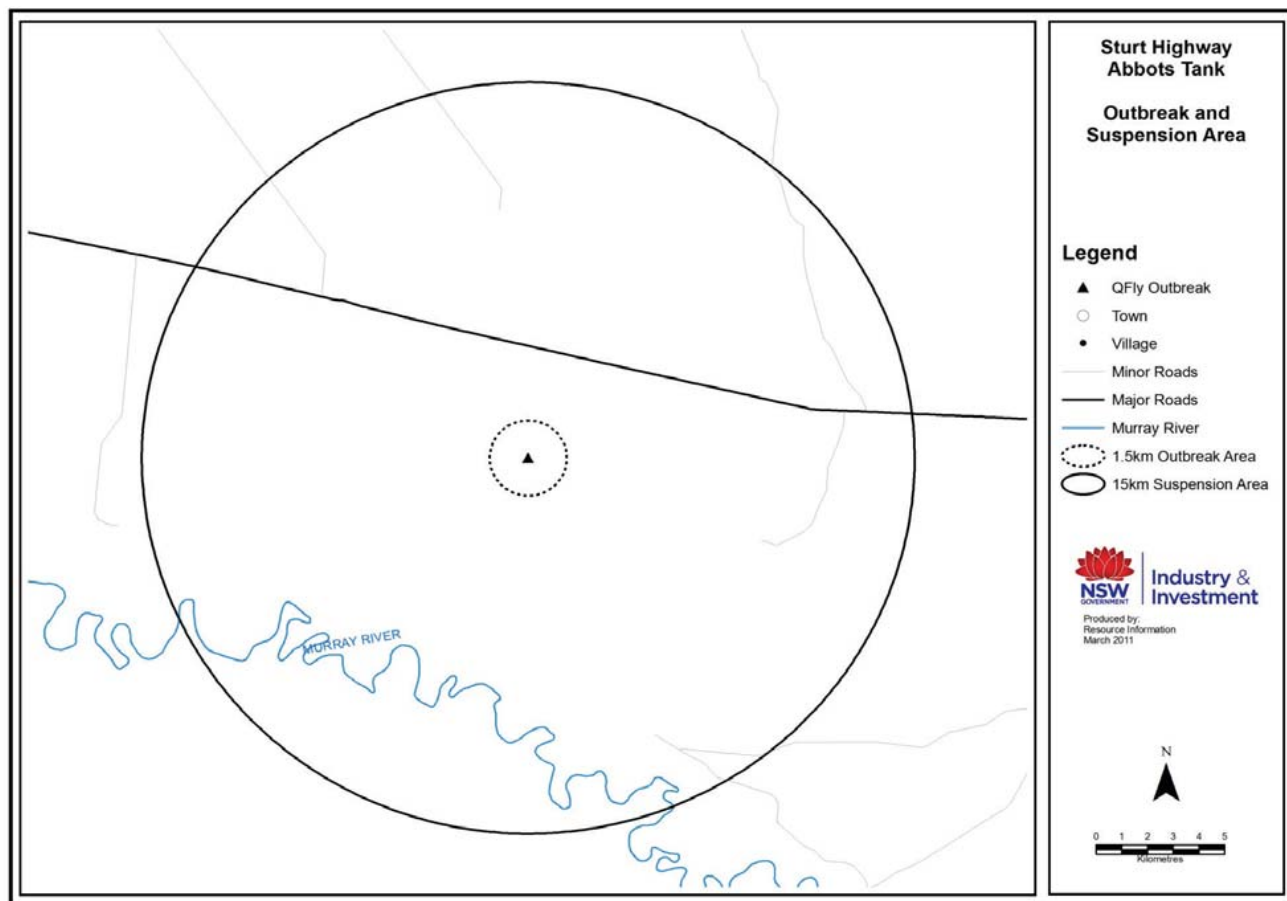 Sturt Highway
Abbots Tank
Outbreak and
Suspension Area
Legend
QFly Outbreak
Town
Village
Minor Roads
Major Roads
Murray River
1.5km Outbreak Area
15km Suspension Area
NSW
GOVERNMENT
Industry &
Investment
Produced by:
Resource Information
March 2011
N
0 1 2 3 4 5
Kilometres
MURRAY RIVER